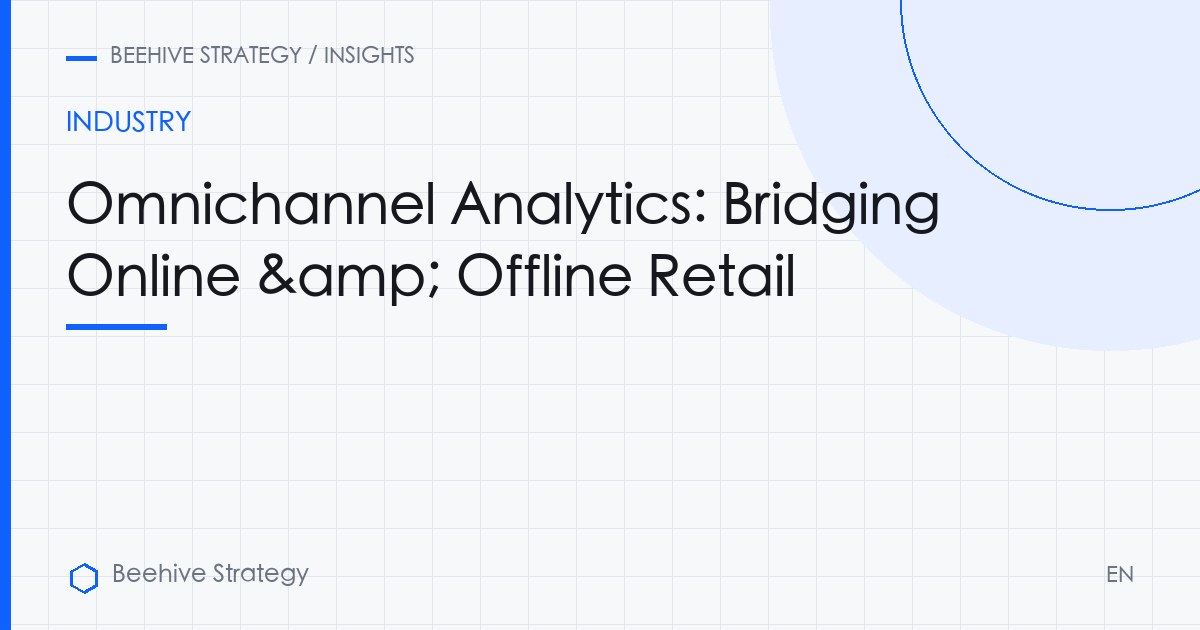 BEEHIVE STRATEGY / INSIGHTS
INDUSTRY
Omnichannel Analytics: Bridging
Online &amp; Offline Retail
Beehive Strategy
EN